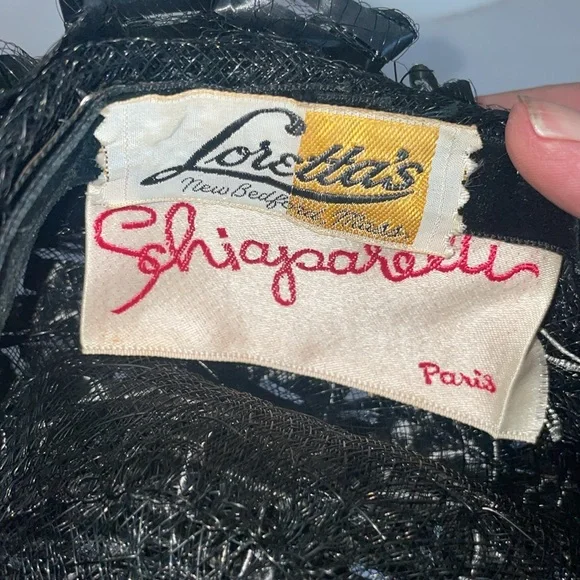 Loretta's
New Bedford, Mass.
Schiaparelli
Paris